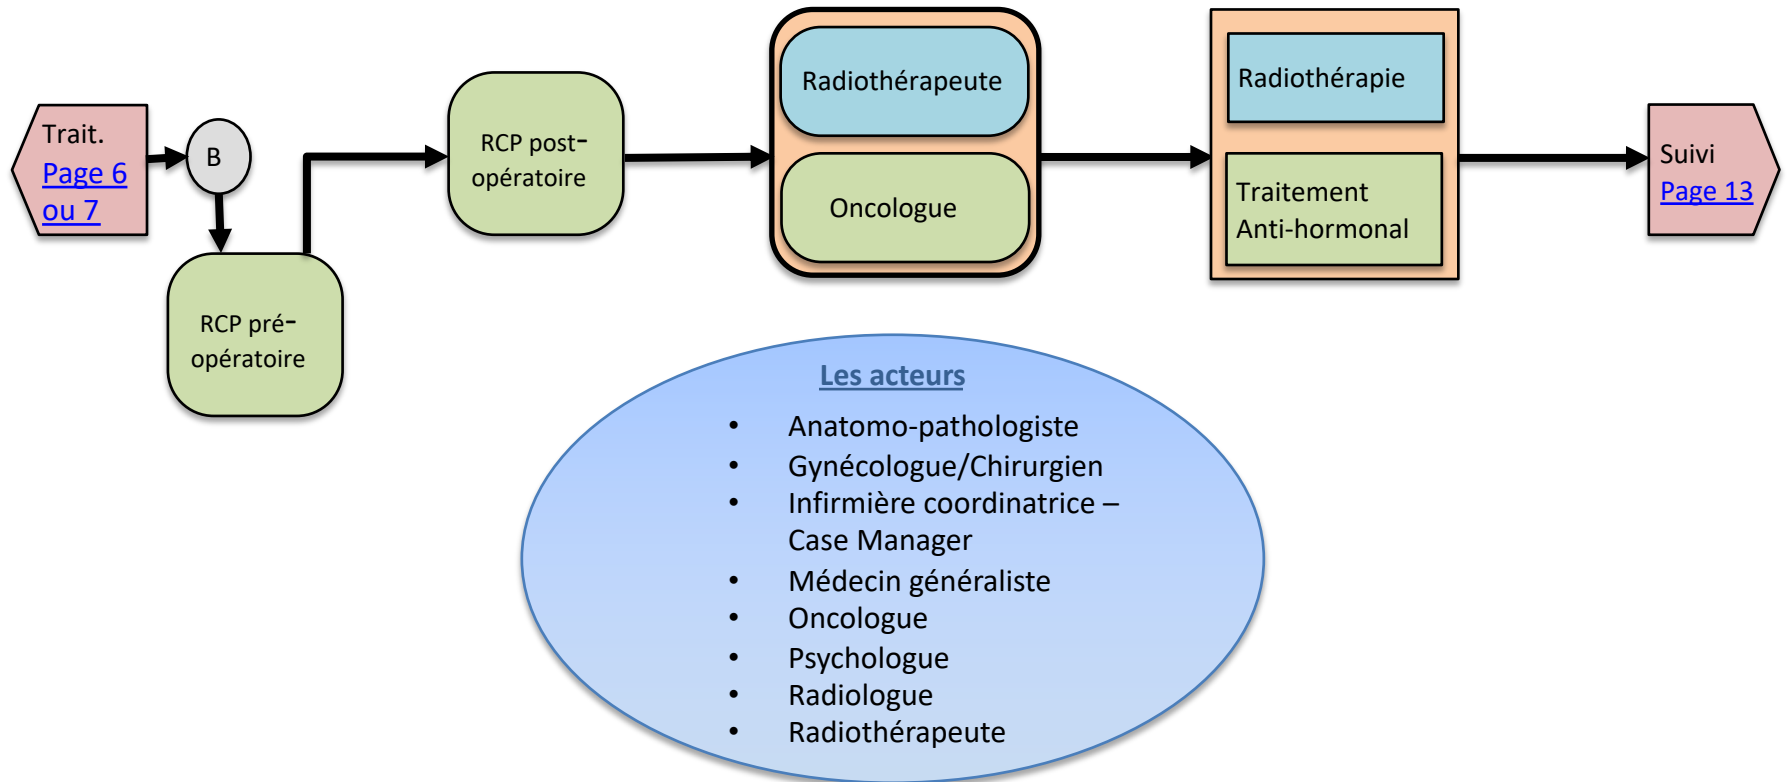 Trait.
Page 6
ou 7
B
RCP pré-
opératoire
RCP post-
opératoire
Radiothérapeute
Oncologue
Radiothérapie
Traitement
Anti-hormonal
Suivi
Page 13
Les acteurs
• Anatomo-pathologiste
• Gynécologue/Chirurgien
• Infirmière coordinatrice –
Case Manager
• Médecin généraliste
• Oncologue
• Psychologue
• Radiologue
• Radiothérapeute